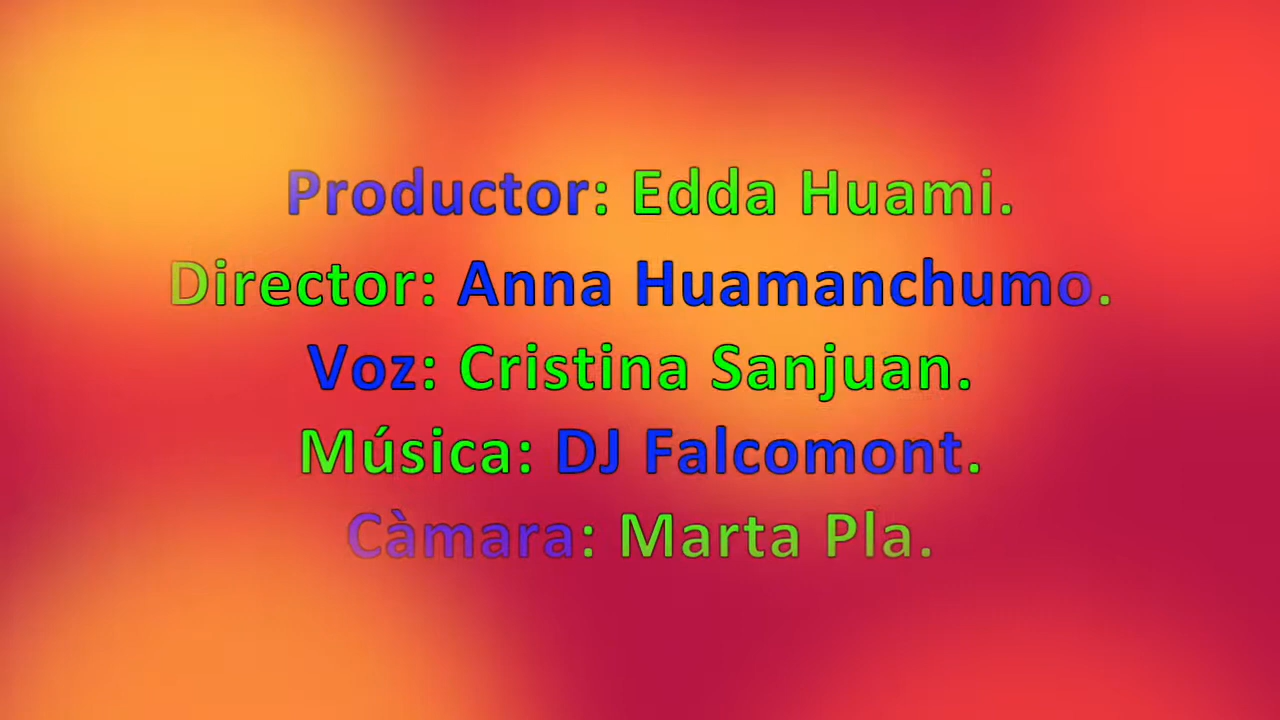 Productor: Edda Huami.
Director: Anna Huamanchumo.
Voz: Cristina Sanjuan.
Música: DJ Falcomont.
Càmara: Marta Pla.